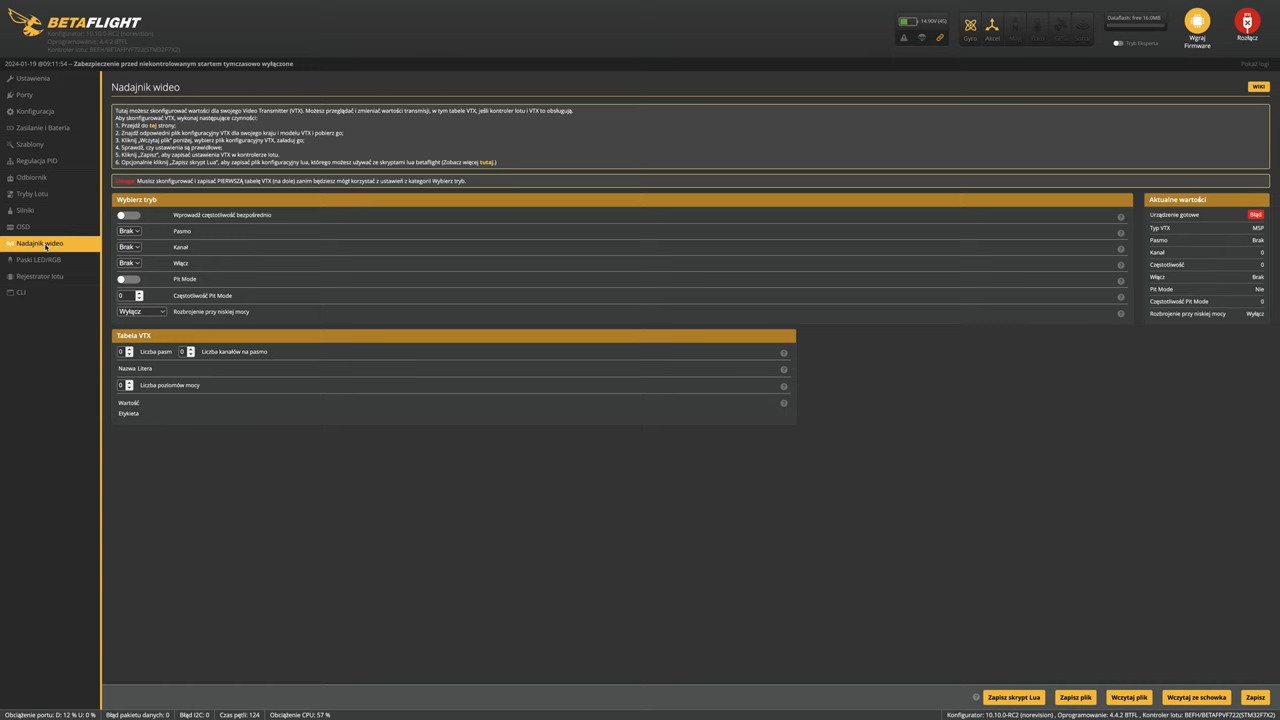 BETAFLIGHT
Konfigurator: 10.10.0-RC2 (norevision)
Oprogramowanie: 4.4.2 BTFL
Kontroler lotu: BEFH/BETAFPVF722(STM32F7X2)
14.90V (4S)
Gyro
Akcel
Dataflash: free 16.0MB
Tryb Eksperta
Wgraj
Firmware
Rozłącz
2024-01-19 @09:11:54 -- Zabezpieczenie przed niekontrolowanym startem tymczasowo wyłączone
Pokaż logi
Ustawienia
Porty
Konfiguracja
Zasilanie i Bateria
Szablony
Regulacja PID
Odbiornik
Tryby Lotu
Silniki
OSD
Nadajnik wideo
Paski LED/RGB
Rejestrator lotu
CLI
Nadajnik wideo
WIKI
Tutaj możesz skonfigurować wartości dla swojego Video Transmitter (VTX). Możesz przeglądać i zmieniać wartości transmisji, w tym tabele VTX, jeśli kontroler lotu i VTX to obsługują.
Aby skonfigurować VTX, wykonaj następujące czynności:
1. Przejdź do tej strony;
2. Znajdź odpowiedni plik konfiguracyjny VTX dla swojego kraju i modelu VTX i pobierz go;
3. Kliknij „Wczytaj plik” poniżej, wybierz plik konfiguracyjny VTX, załaduj go;
4. Sprawdź, czy ustawienia są prawidłowe;
5. Kliknij „Zapisz”, aby zapisać ustawienia VTX w kontrolerze lotu.
6. Opcjonalnie kliknij „Zapisz skrypt Lua”, aby zapisać plik konfiguracyjny lua, którego możesz używać ze skryptami lua betaflight (Zobacz więcej tutaj.)
Uwaga: Musisz skonfigurować i zapisać PIERWSZĄ tabelę VTX (na dole) zanim będziesz mógł korzystać z ustawień z kategorii Wybierz tryb.
Wybierz tryb
Wprowadź częstotliwość bezpośrednio
Brak Pasmo
Brak Kanał
Brak Włącz
Pit Mode
0 Częstotliwość Pit Mode
Wyłącz Rozbrojenie przy niskiej mocy
Aktualne wartości
Urządzenie gotowe Błąd
Typ VTX MSP
Pasmo Brak
Kanał 0
Częstotliwość 0
Włącz Brak
Pit Mode Nie
Częstotliwość Pit Mode 0
Rozbrojenie przy niskiej mocy Wyłącz
Tabela VTX
0 Liczba pasm 0 Liczba kanałów na pasmo
Nazwa Litera
0 Liczba poziomów mocy
Wartość
Etykieta
Zapisz skrypt Lua
Zapisz plik
Wczytaj plik
Wczytaj ze schowka
Zapisz
Obciążenie portu: D: 12 % U: 0 %
Błąd pakietu danych: 0
Błąd I2C: 0
Czas pętli: 124
Obciążenie CPU: 57 %
Konfigurator: 10.10.0-RC2 (norevision), Oprogramowanie: 4.4.2 BTFL, Kontroler lotu: BEFH/BETAFPVF722(STM32F7X2)